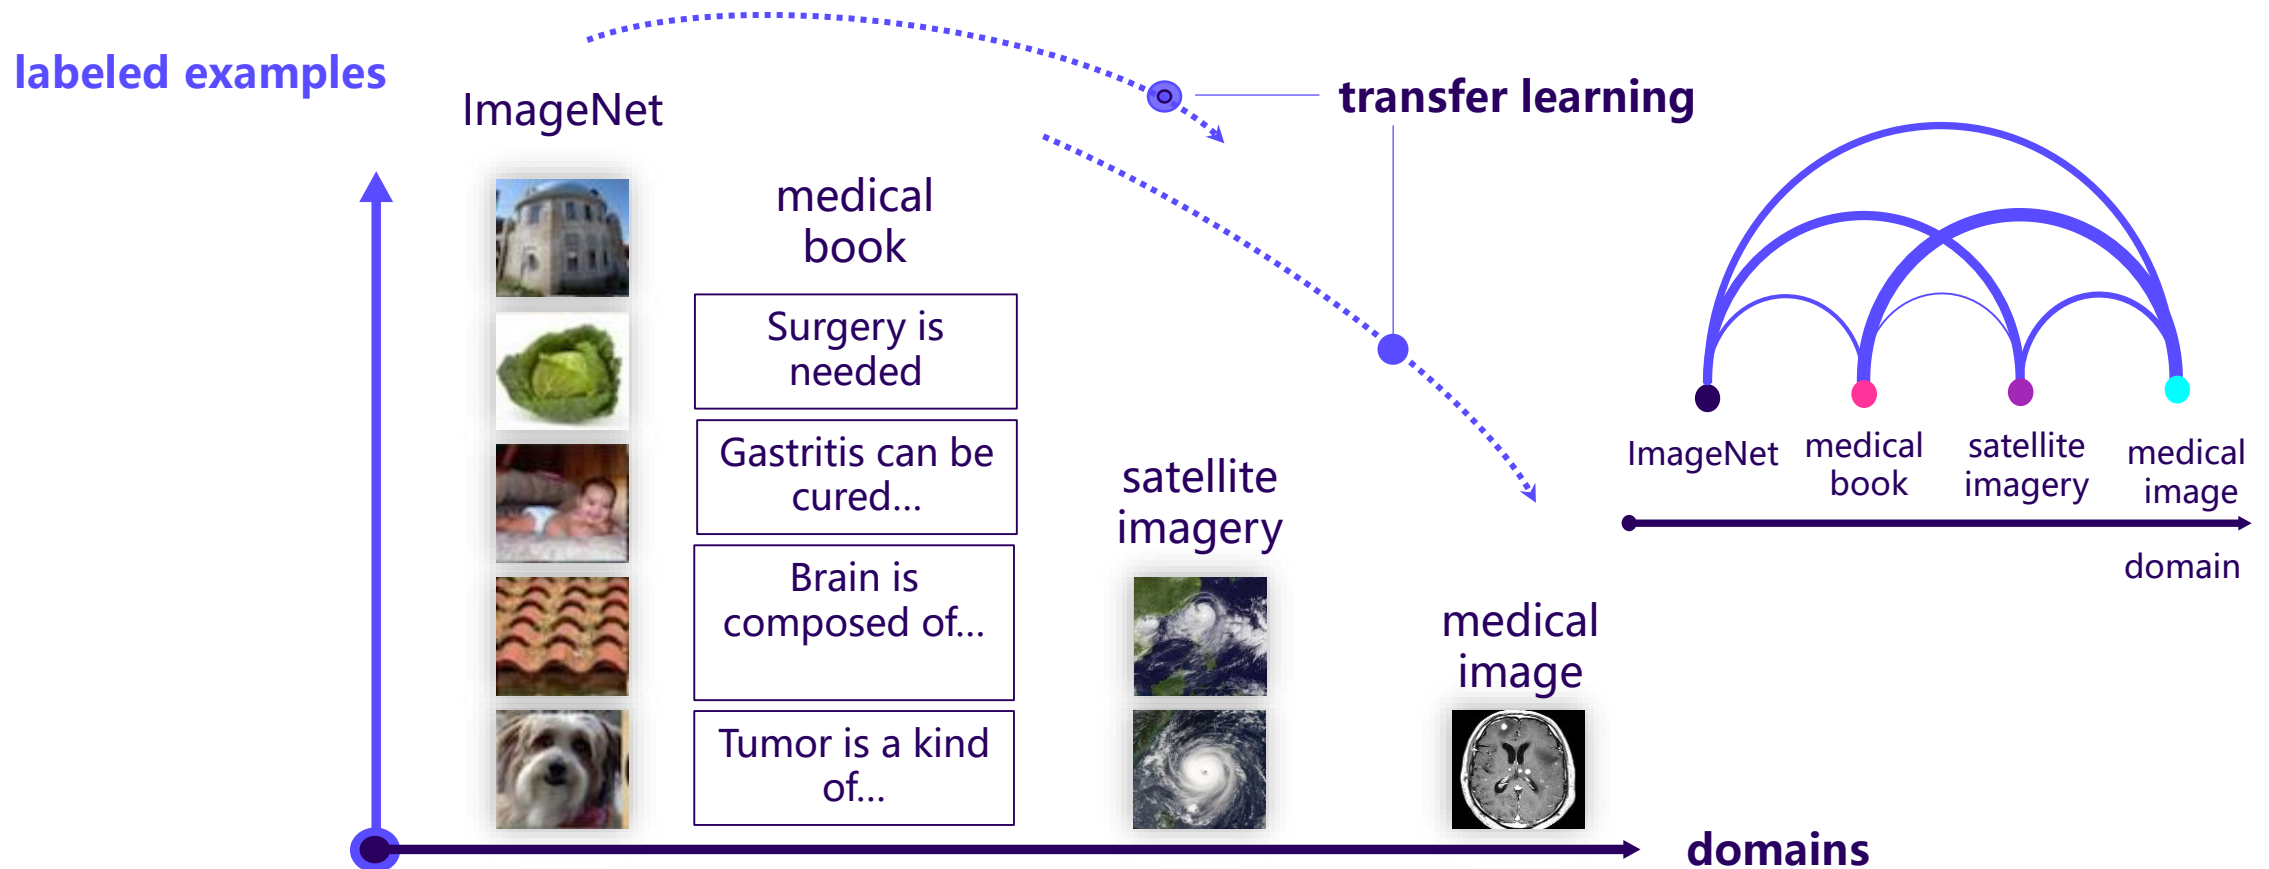 labeled examples
ImageNet
transfer learning
medical
book
Surgery is
needed
Gastritis can be
cured...
Brain is
composed of...
Tumor is a kind
of...
satellite
imagery
medical
image
domains
ImageNet
medical
book
satellite
imagery
medical
image
domain